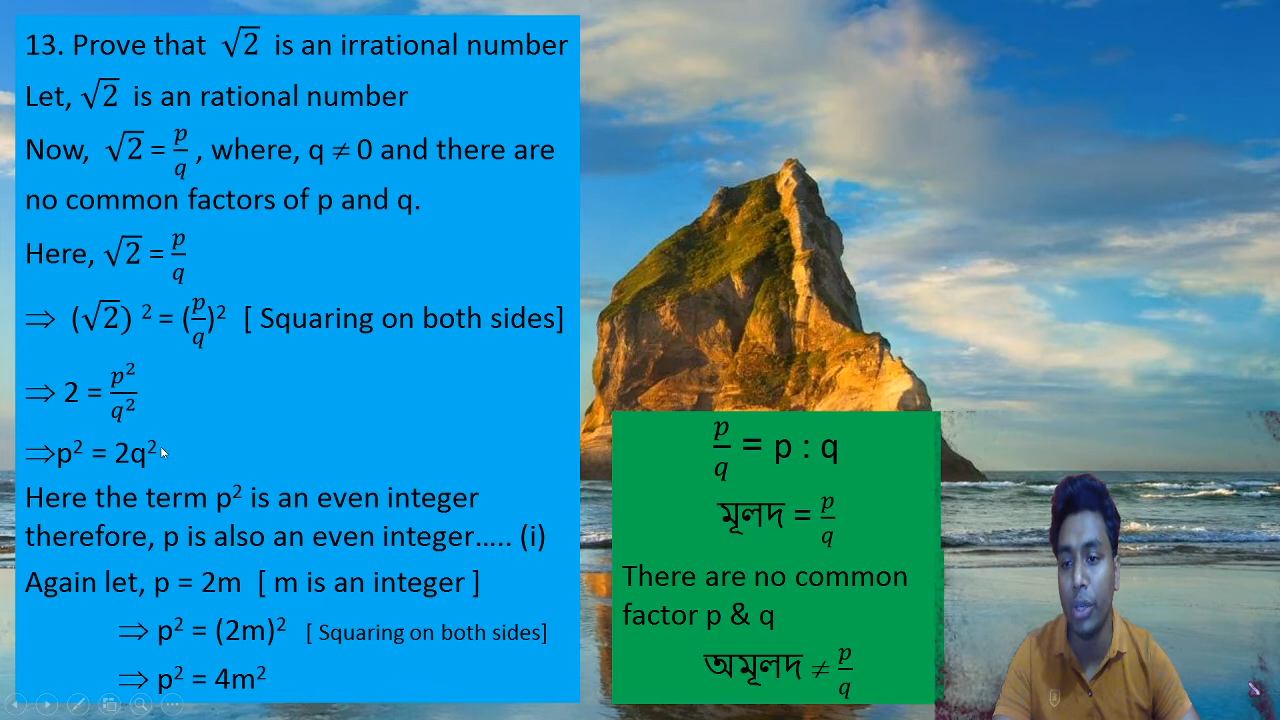 13. Prove that √2 is an irrational number
Let, √2 is an rational number
Now, √2 = p/q , where, q ≠ 0 and there are
no common factors of p and q.
Here, √2 = p/q
⇒ (√2) ² = (p/q)² [ Squaring on both sides]
⇒ 2 = p²/q²
⇒p² = 2q²
Here the term p² is an even integer
therefore, p is also an even integer..... (i)
Again let, p = 2m [ m is an integer ]
⇒ p² = (2m)² [ Squaring on both sides]
⇒ p² = 4m²
p/q = p : q
মূলদ = p/q
There are no common
factor p & q
অমূলদ ≠ p/q